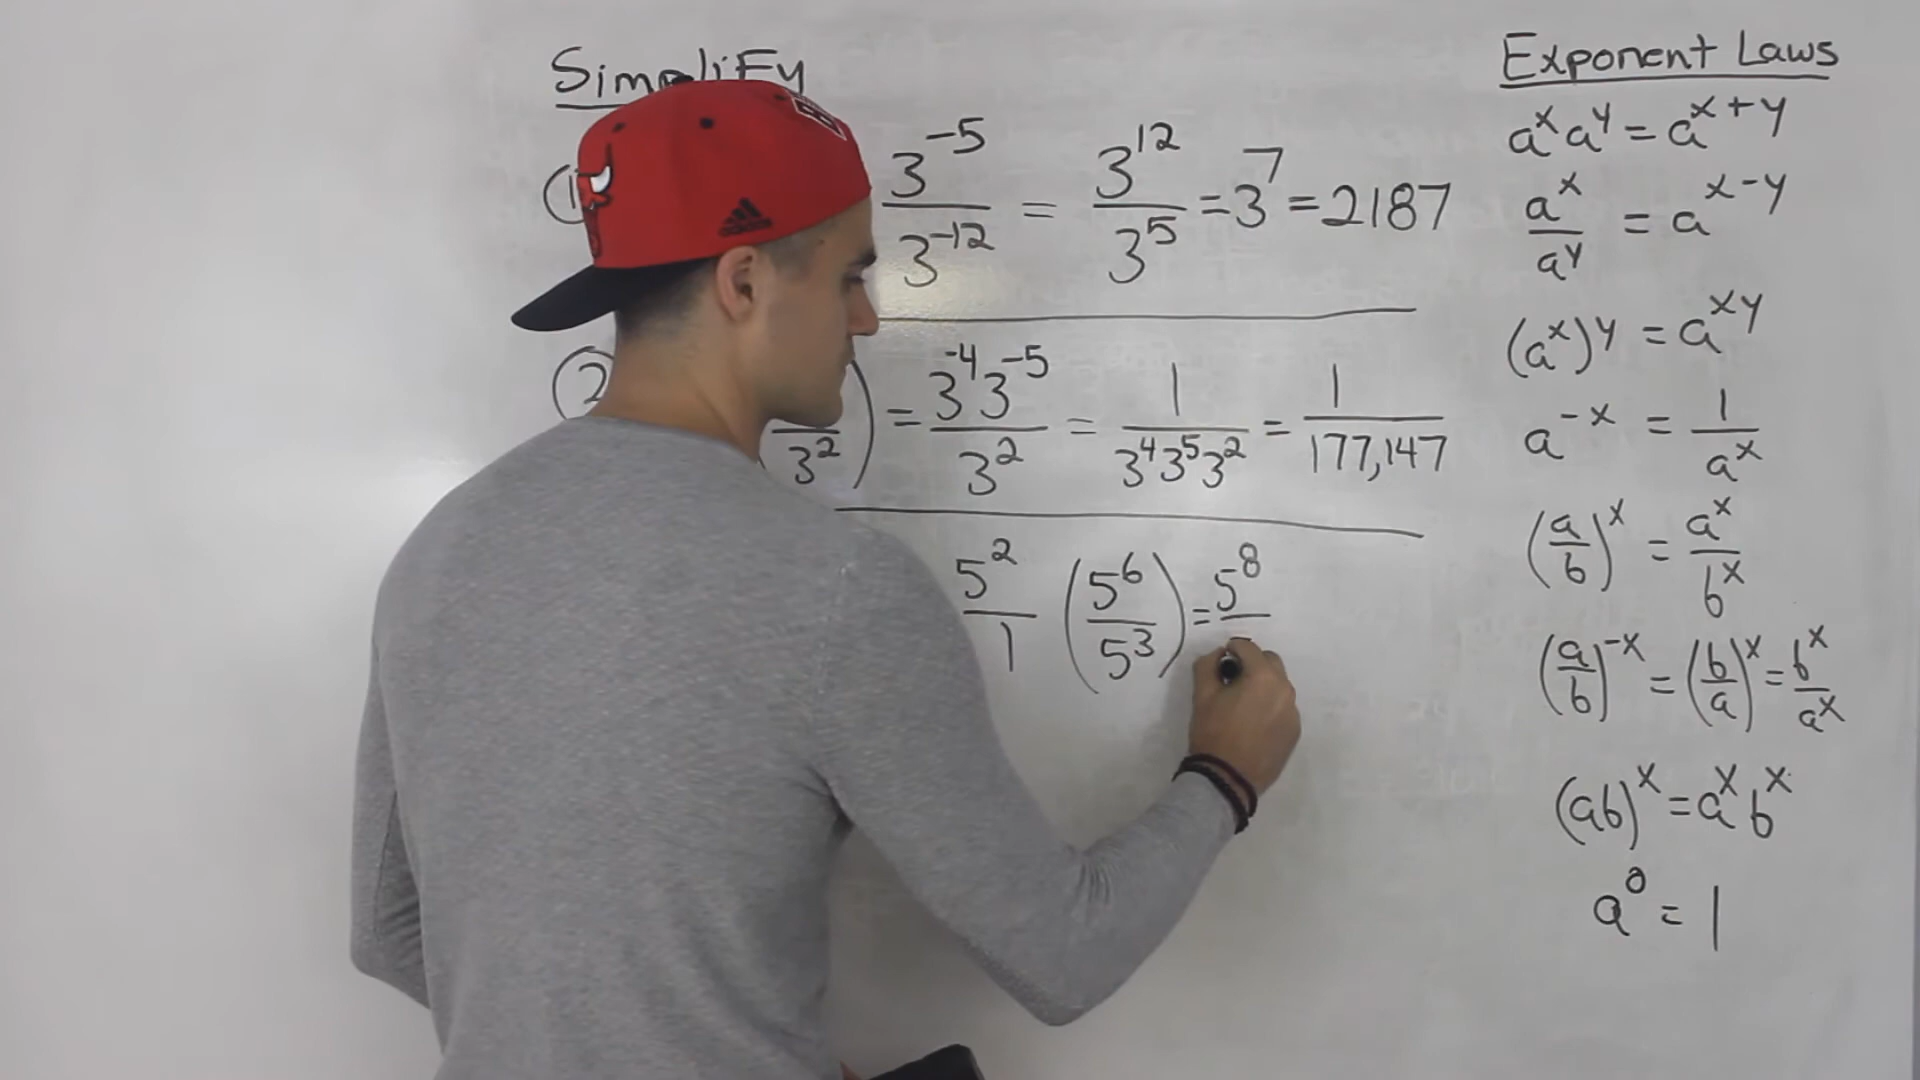 Simplify
① 3^-5 / 3^-12 = 3^12 / 3^5 = 3^7 = 2187
② / 3^2 ) = 3^-4 3^-5 / 3^2 = 1 / 3^4 3^5 3^2 = 1 / 177,147
5^2 / 1 ( 5^6 / 5^3 ) = 5^8 /
Exponent Laws
a^x a^y = a^x+y
a^x / a^y = a^x-y
(a^x)^y = a^xy
a^-x = 1 / a^x
(a/b)^x = a^x / b^x
(a/b)^-x = (b/a)^x = b^x / a^x
(ab)^x = a^x b^x
a^0 = 1